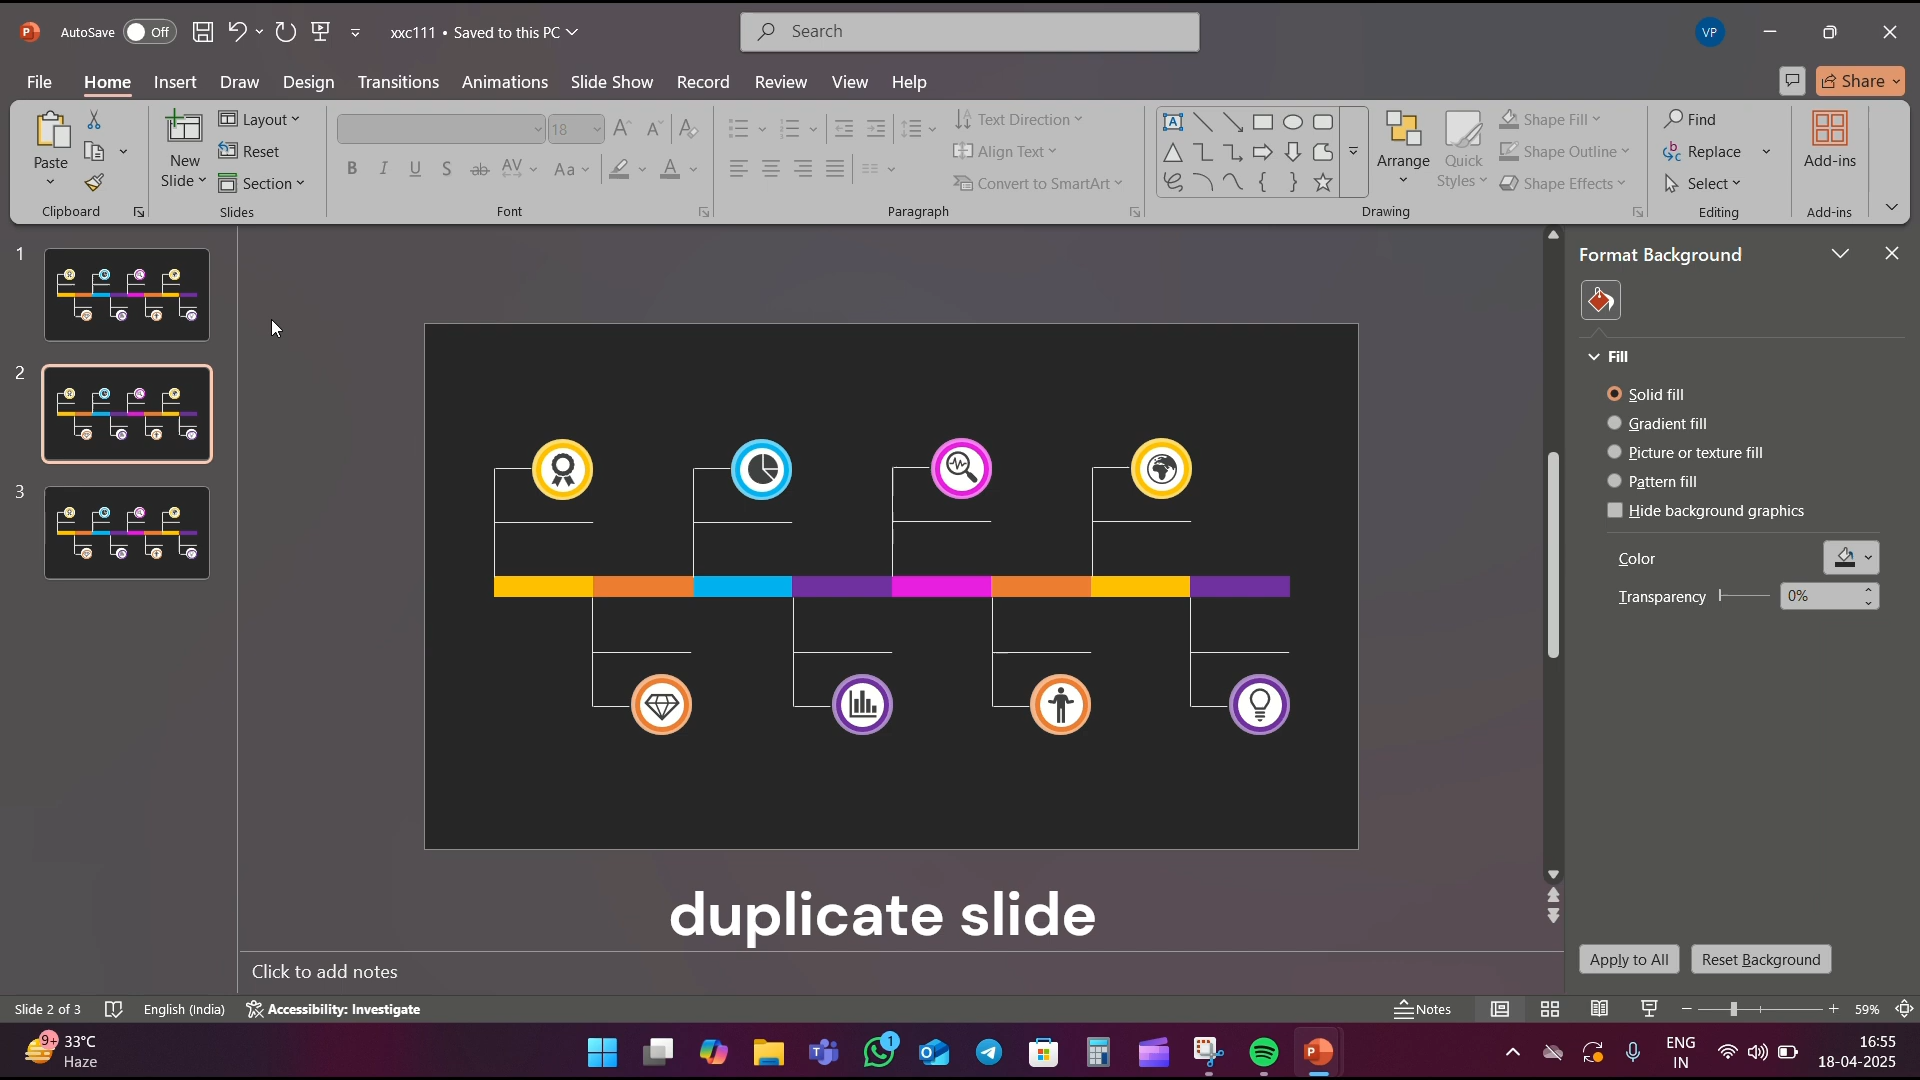 AutoSave Off xxc111 • Saved to this PC Search VP
File Home Insert Draw Design Transitions Animations Slide Show Record Review View Help Share
Paste
New Slide
Layout
Reset
Section
18
B I U S ab AV Aa A
Text Direction
Align Text
Convert to SmartArt
Arrange
Quick Styles
Shape Fill
Shape Outline
Shape Effects
Find
Replace
Select
Add-ins
Clipboard Slides Font Paragraph Drawing Editing Add-ins
1
2
3
Format Background
Fill
Solid fill
Gradient fill
Picture or texture fill
Pattern fill
Hide background graphics
Color
Transparency 0%
Apply to All Reset Background
duplicate slide
Click to add notes
Slide 2 of 3 English (India) Accessibility: Investigate Notes 59%
9+ 33°C
Haze
1
ENG
IN
16:55
18-04-2025